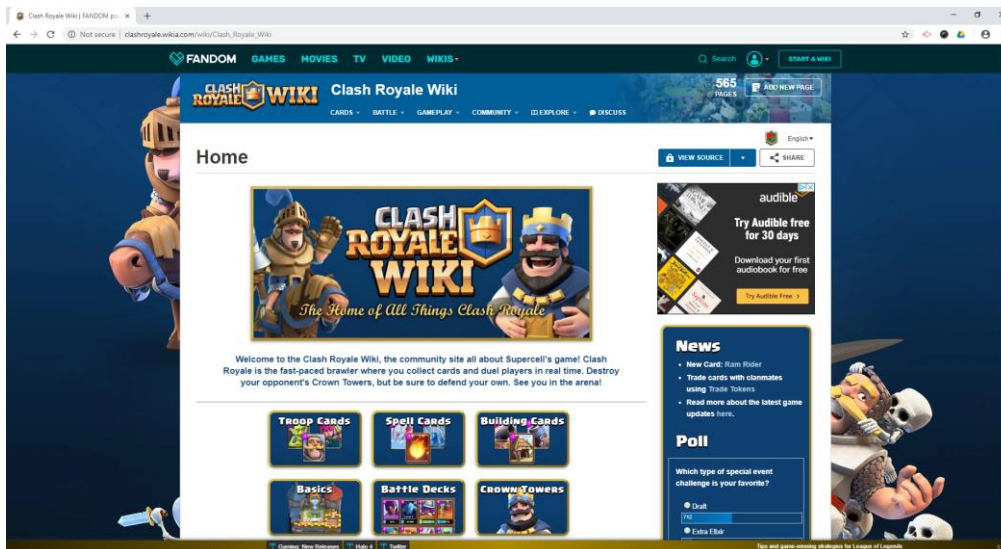 Clash Royale Wiki | FANDOM po
Not secure | clashroyale.wikia.com/wiki/Clash_Royale_Wiki
FANDOM GAMES MOVIES TV VIDEO WIKIS
Search START A WIKI
CLASH ROYALE WIKI
Clash Royale Wiki
565 PAGES
ADD NEW PAGE
CARDS BATTLE GAMEPLAY COMMUNITY EXPLORE DISCUSS
English
Home
VIEW SOURCE
SHARE
CLASH
ROYALE
WIKI
The Home of All Things Clash Royale
audible
Try Audible free
for 30 days
Download your first
audiobook for free
Try Audible Free >
Welcome to the Clash Royale Wiki, the community site all about Supercell's game! Clash
Royale is the fast-paced brawler where you collect cards and duel players in real time. Destroy
your opponent's Crown Towers, but be sure to defend your own. See you in the arena!
Troop Cards
Spell Cards
Building Cards
Basics
Battle Decks
Crown Towers
News
New Card: Ram Rider
Trade cards with clanmates
using Trade Tokens
Read more about the latest game
updates here.
Poll
Which type of special event
challenge is your favorite?
Draft
712
Extra Elixir
Gaming: New Releases Halo 4 Twitter
Tips and game-winning strategies for League of Legends